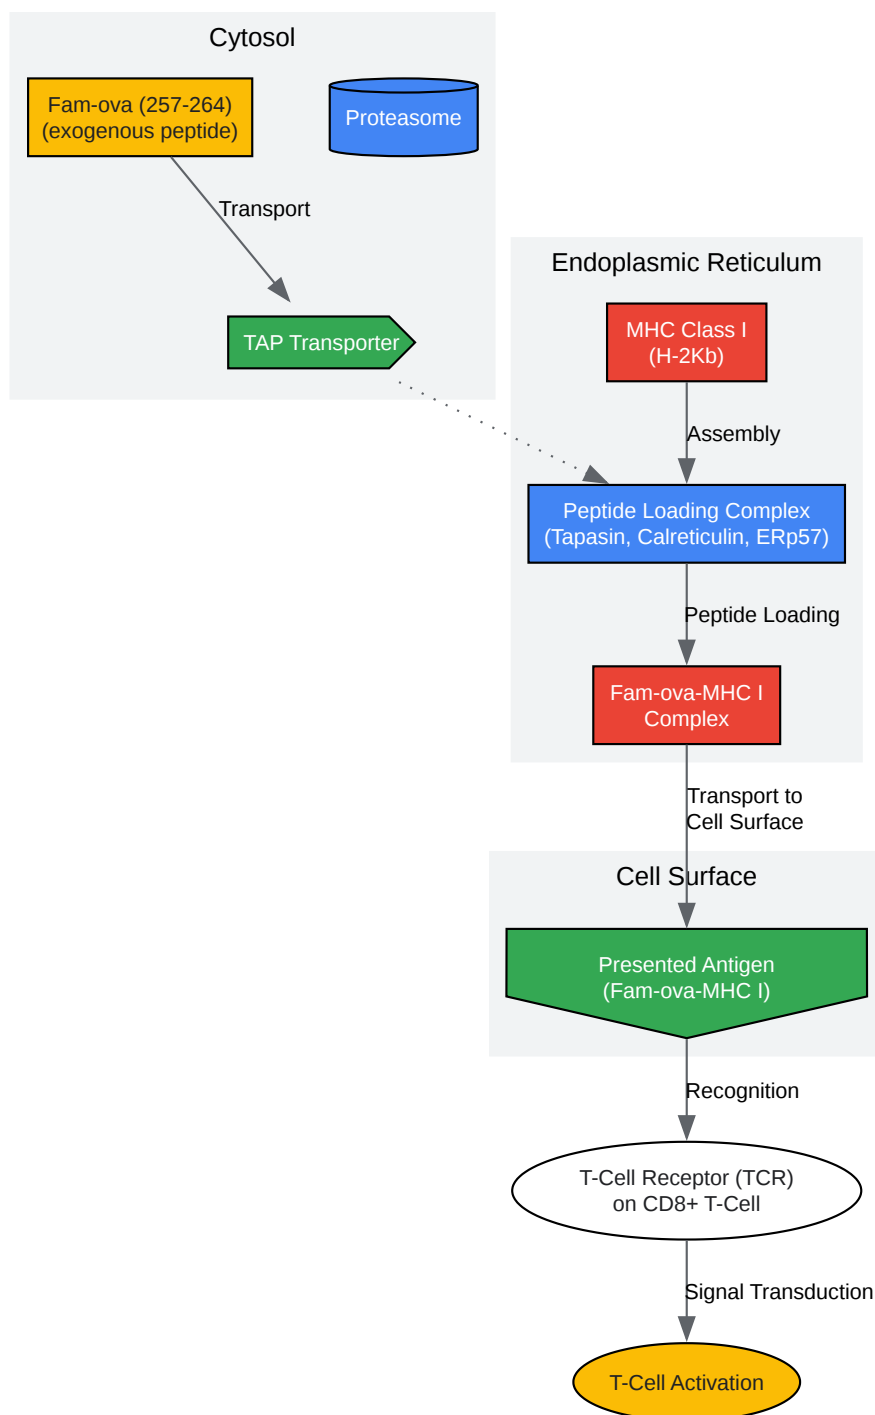 Cytosol
Fam-ova (257-264)
(exogenous peptide)
Proteasome
Transport
TAP Transporter
Endoplasmic Reticulum
MHC Class I
(H-2Kb)
Assembly
Peptide Loading Complex
(Tapasin, Calreticulin, ERp57)
Peptide Loading
Fam-ova-MHC I
Complex
Transport to
Cell Surface
Cell Surface
Presented Antigen
(Fam-ova-MHC I)
Recognition
T-Cell Receptor (TCR)
on CD8+ T-Cell
Signal Transduction
T-Cell Activation